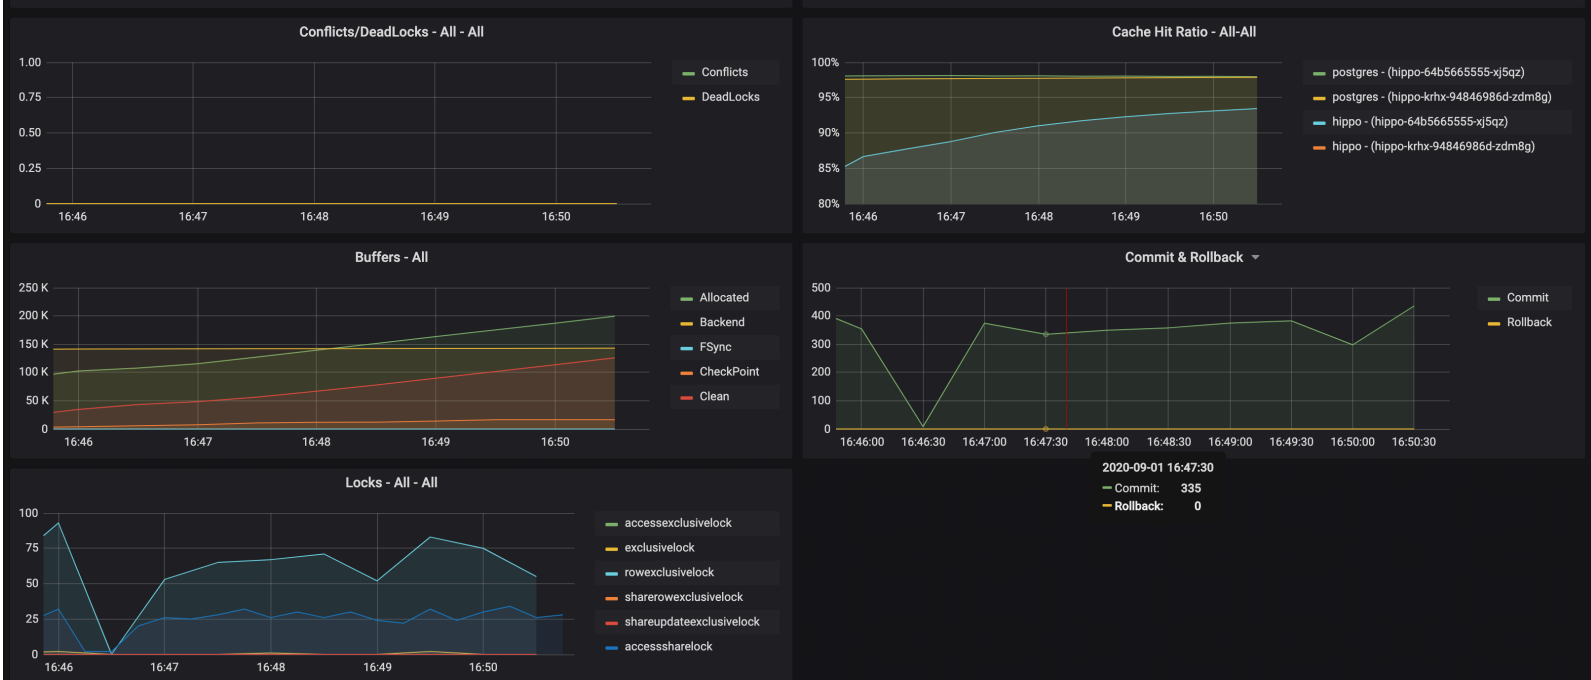 Conflicts/DeadLocks - All - All
1.00
0.75
0.50
0.25
0
16:46 16:47 16:48 16:49 16:50
Conflicts
DeadLocks
Cache Hit Ratio - All-All
100%
95%
90%
85%
80%
16:46 16:47 16:48 16:49 16:50
postgres - (hippo-64b5665555-xj5qz)
postgres - (hippo-krhx-94846986d-zdm8g)
hippo - (hippo-64b5665555-xj5qz)
hippo - (hippo-krhx-94846986d-zdm8g)
Buffers - All
250 K
200 K
150 K
100 K
50 K
0
16:46 16:47 16:48 16:49 16:50
Allocated
Backend
FSync
CheckPoint
Clean
Commit & Rollback
500
400
300
200
100
0
16:46:00 16:46:30 16:47:00 16:47:30 16:48:00 16:48:30 16:49:00 16:49:30 16:50:00 16:50:30
Commit
Rollback
2020-09-01 16:47:30
Commit: 335
Rollback: 0
Locks - All - All
100
75
50
25
0
16:46 16:47 16:48 16:49 16:50
accessexclusivelock
exclusivelock
rowexclusivelock
sharerowexclusivelock
shareupdateexclusivelock
accesssharelock